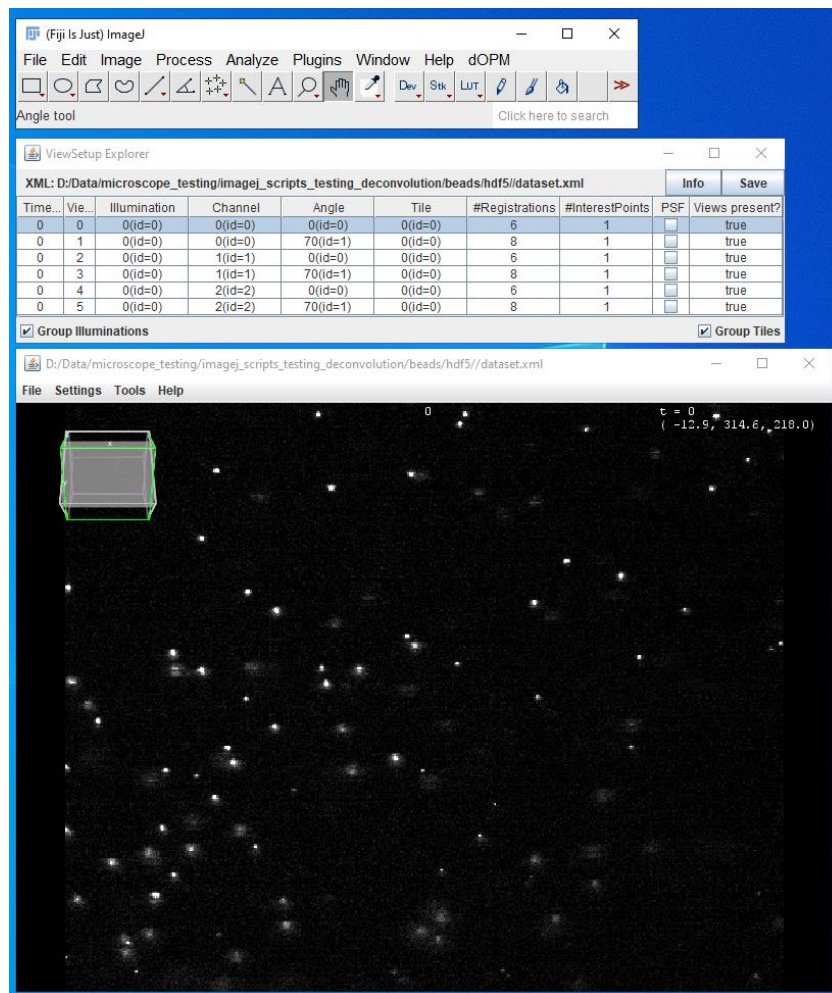 (Fiji Is Just) ImageJ
File Edit Image Process Analyze Plugins Window Help dOPM
Dev Stk LUT
Angle tool Click here to search
ViewSetup Explorer
XML: D:/Data/microscope_testing/imagej_scripts_testing_deconvolution/beads/hdf5//dataset.xml Info Save
Time... Vie... Illumination Channel Angle Tile #Registrations #InterestPoints PSF Views present?
0 0 0(id=0) 0(id=0) 0(id=0) 0(id=0) 6 1 true
0 1 0(id=0) 0(id=0) 70(id=1) 0(id=0) 8 1 true
0 2 0(id=0) 1(id=1) 0(id=0) 0(id=0) 6 1 true
0 3 0(id=0) 1(id=1) 70(id=1) 0(id=0) 8 1 true
0 4 0(id=0) 2(id=2) 0(id=0) 0(id=0) 6 1 true
0 5 0(id=0) 2(id=2) 70(id=1) 0(id=0) 8 1 true
Group Illuminations Group Tiles
D:/Data/microscope_testing/imagej_scripts_testing_deconvolution/beads/hdf5//dataset.xml
File Settings Tools Help
0 t = 0
( -12.9, 314.6, 218.0)
x